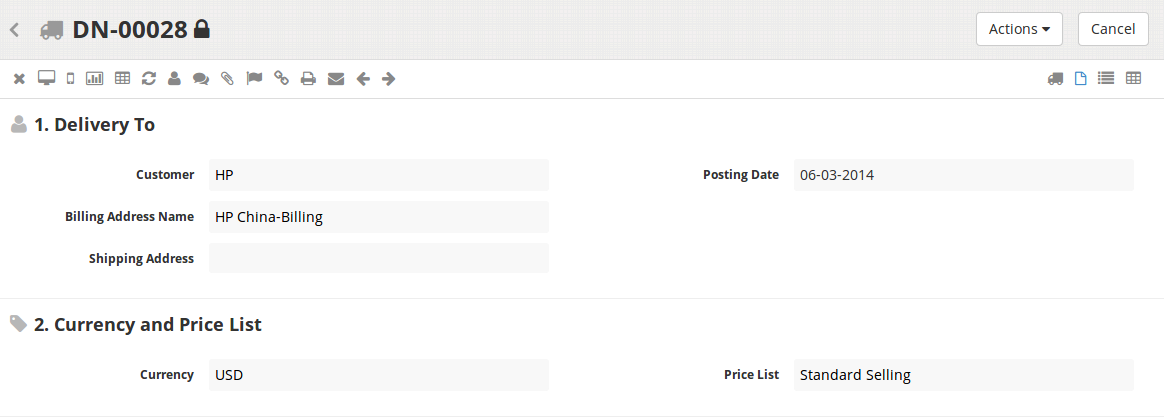 DN-00028
Actions Cancel
1. Delivery To
Customer HP Posting Date 06-03-2014
Billing Address Name HP China-Billing
Shipping Address
2. Currency and Price List
Currency USD Price List Standard Selling